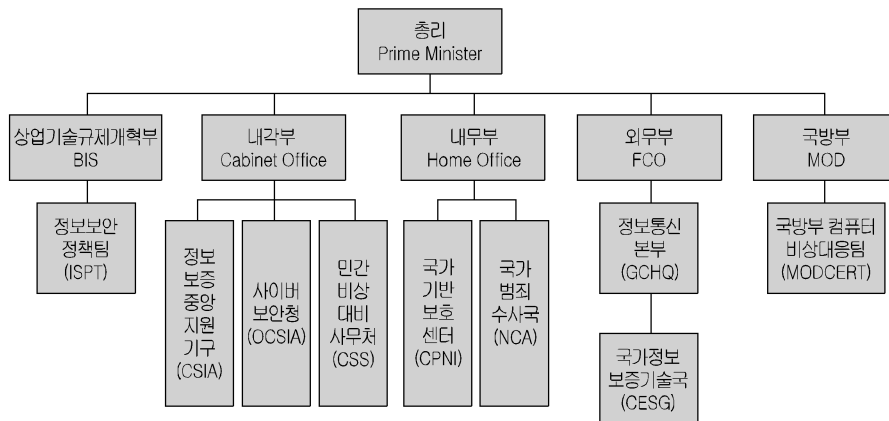 총리
Prime Minister
상업기술규제개혁부
BIS
내각부
Cabinet Office
내무부
Home Office
외무부
FCO
국방부
MOD
정보보안
정책팀
(ISPT)
정보
보증
중앙
지원
기구
(CSIA)
사이버
보안청
(OCSIA)
민간
비상
대비
사무처
(CSS)
국가
기반
보호
센터
(CPNI)
국가
범죄
수사국
(NCA)
정보통신
본부
(GCHQ)
국방부 컴퓨터
비상대응팀
(MODCERT)
국가정보
보증기술국
(CESG)